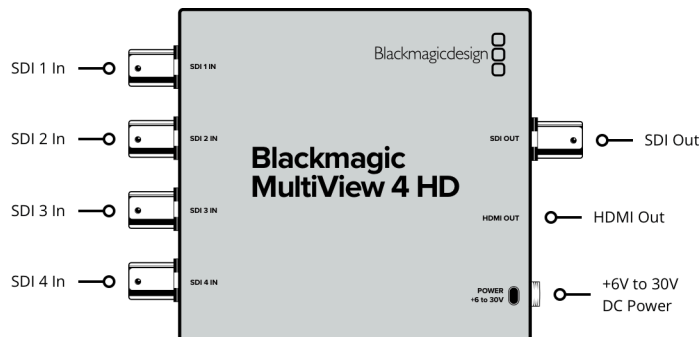 Blackmagicdesign
SDI 1 In
SDI 1 IN
SDI 2 In
SDI 2 IN
SDI OUT
SDI Out
Blackmagic
MultiView 4 HD
SDI 3 In
SDI 3 IN
HDMI OUT
HDMI Out
SDI 4 In
SDI 4 IN
POWER
+6 to 30V
+6V to 30V
DC Power